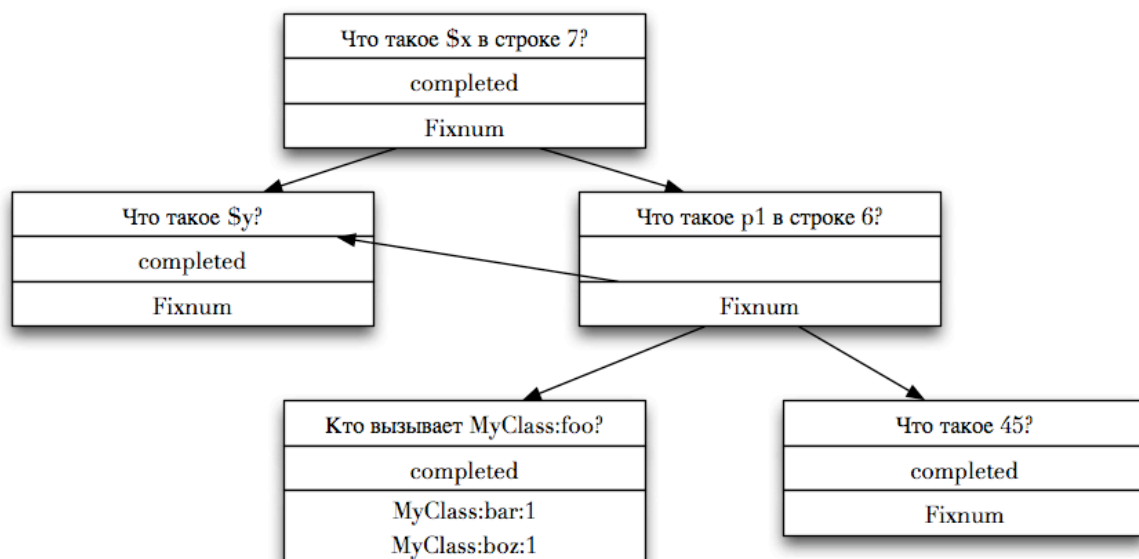 Что такое $x в строке 7?
completed
Fixnum
Что такое $y?
completed
Fixnum
Что такое p1 в строке 6?
Fixnum
Кто вызывает MyClass:foo?
completed
MyClass:bar:1
MyClass:boz:1
Что такое 45?
completed
Fixnum